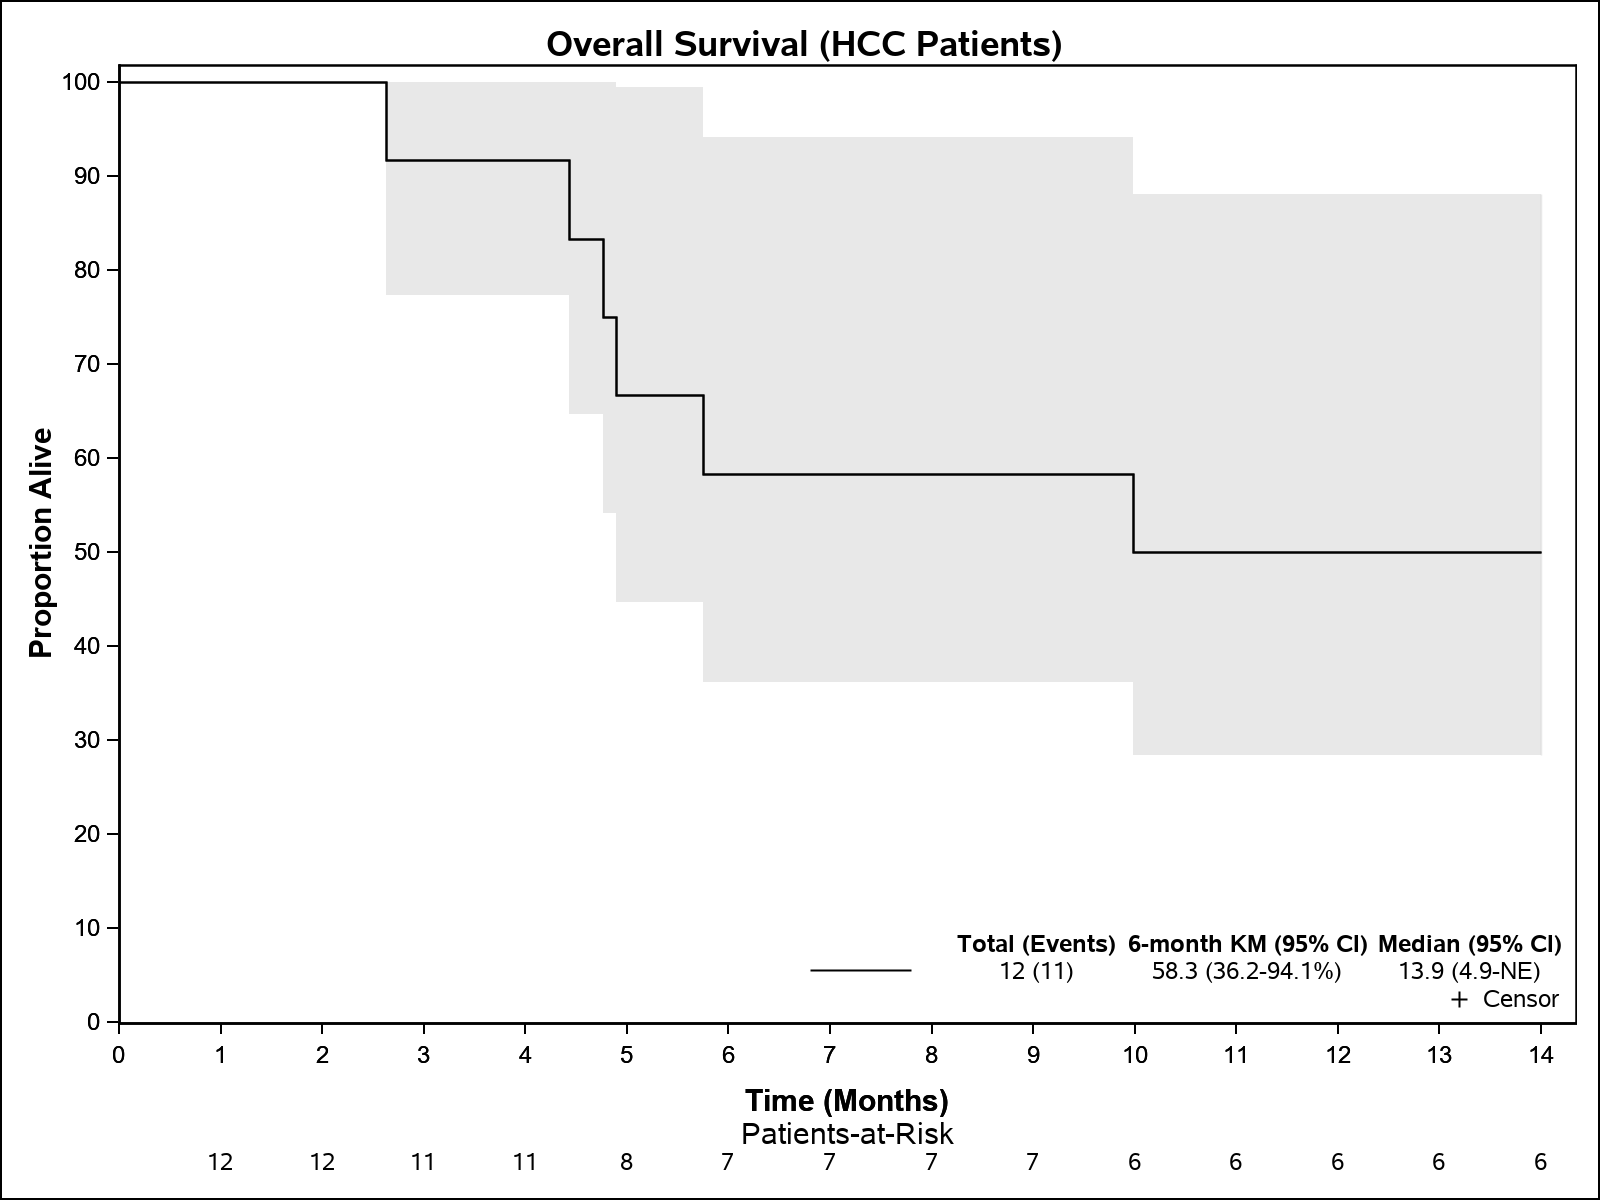 Overall Survival (HCC Patients)
100
90
80
70
60
50
40
30
20
10
0
Proportion Alive
Total (Events) 6-month KM (95% CI) Median (95% CI)
12 (11) 58.3 (36.2-94.1%) 13.9 (4.9-NE)
+ Censor
0 1 2 3 4 5 6 7 8 9 10 11 12 13 14
Time (Months)
Patients-at-Risk
12 12 11 11 8 7 7 7 7 6 6 6 6 6